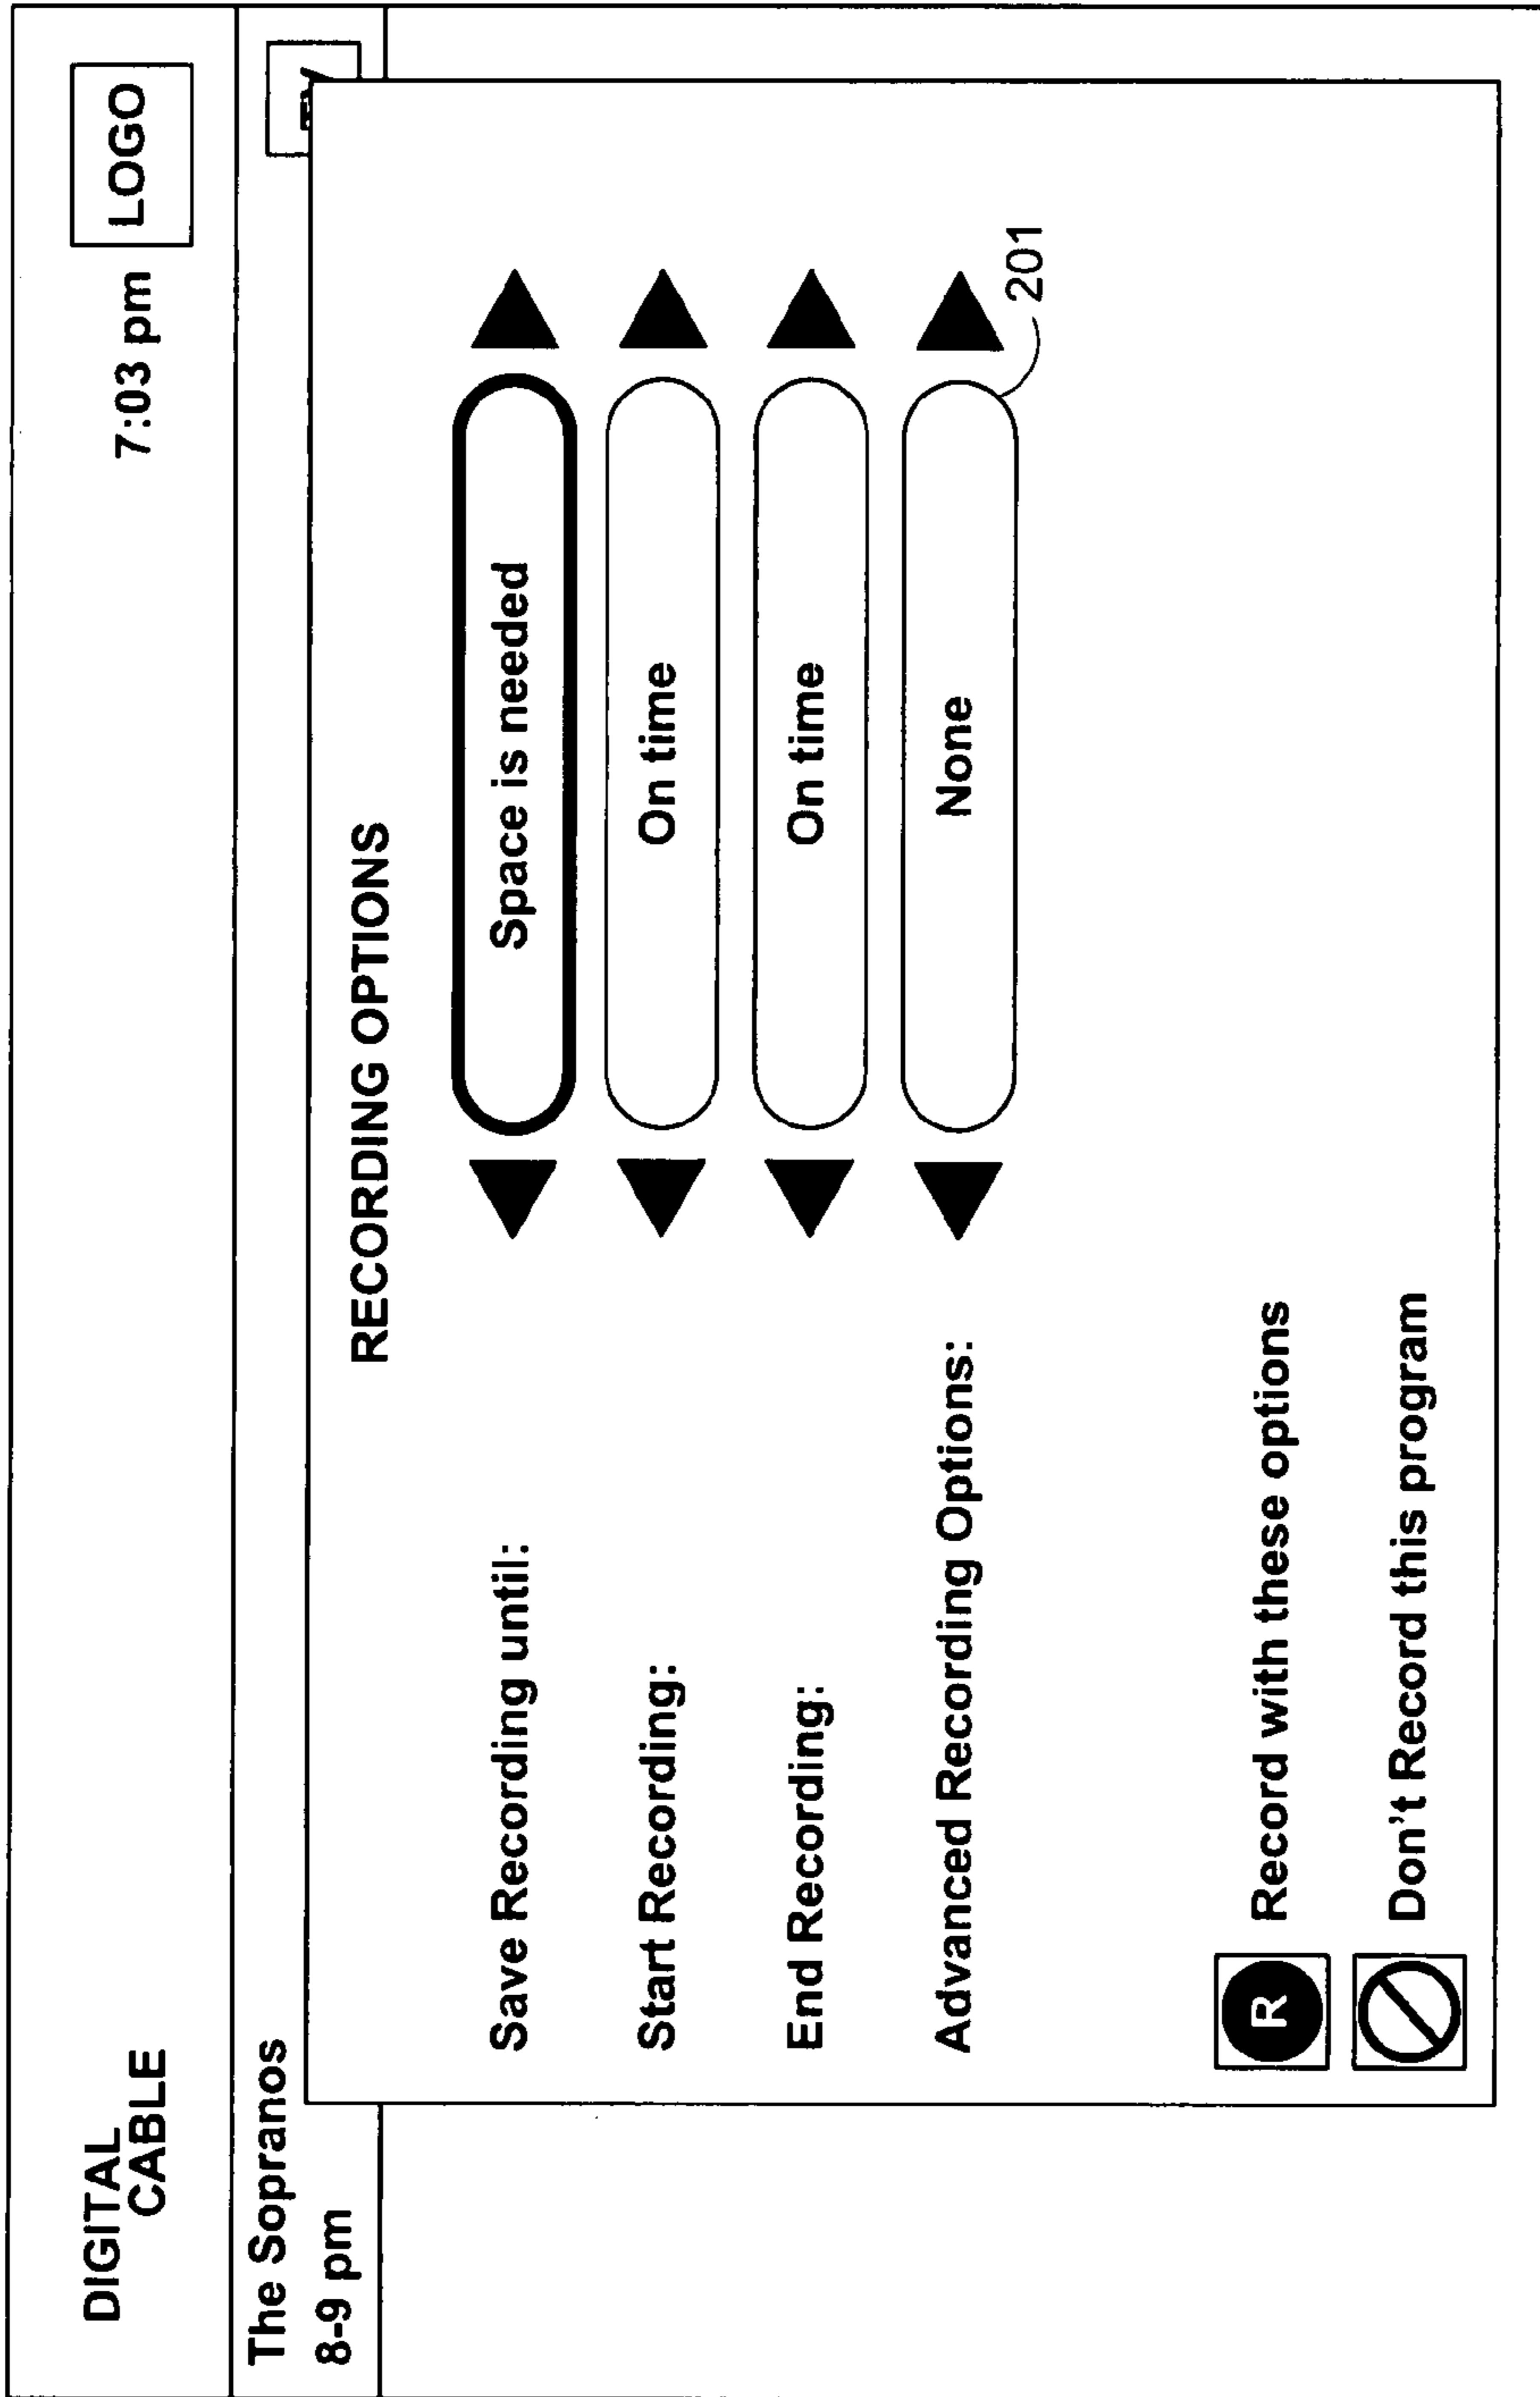 DIGITAL
CABLE
7:03 pm
LOGO
The Sopranos
8-9 pm
RECORDING OPTIONS
Save Recording until:
Space is needed
Start Recording:
On time
End Recording:
On time
Advanced Recording Options:
None
201
R
Record with these options
Don't Record this program